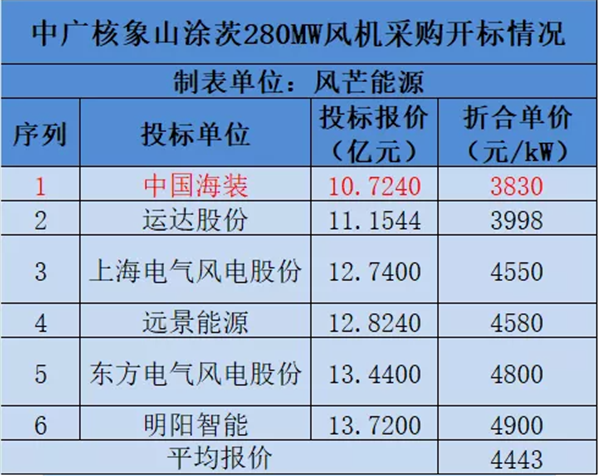 中广核象山涂茨280MW风机采购开标情况
制表单位：风芒能源
序列 投标单位 投标报价（亿元） 折合单价（元/kW）
1 中国海装 10.7240 3830
2 运达股份 11.1544 3998
3 上海电气风电股份 12.7400 4550
4 远景能源 12.8240 4580
5 东方电气风电股份 13.4400 4800
6 明阳智能 13.7200 4900
平均报价 4443